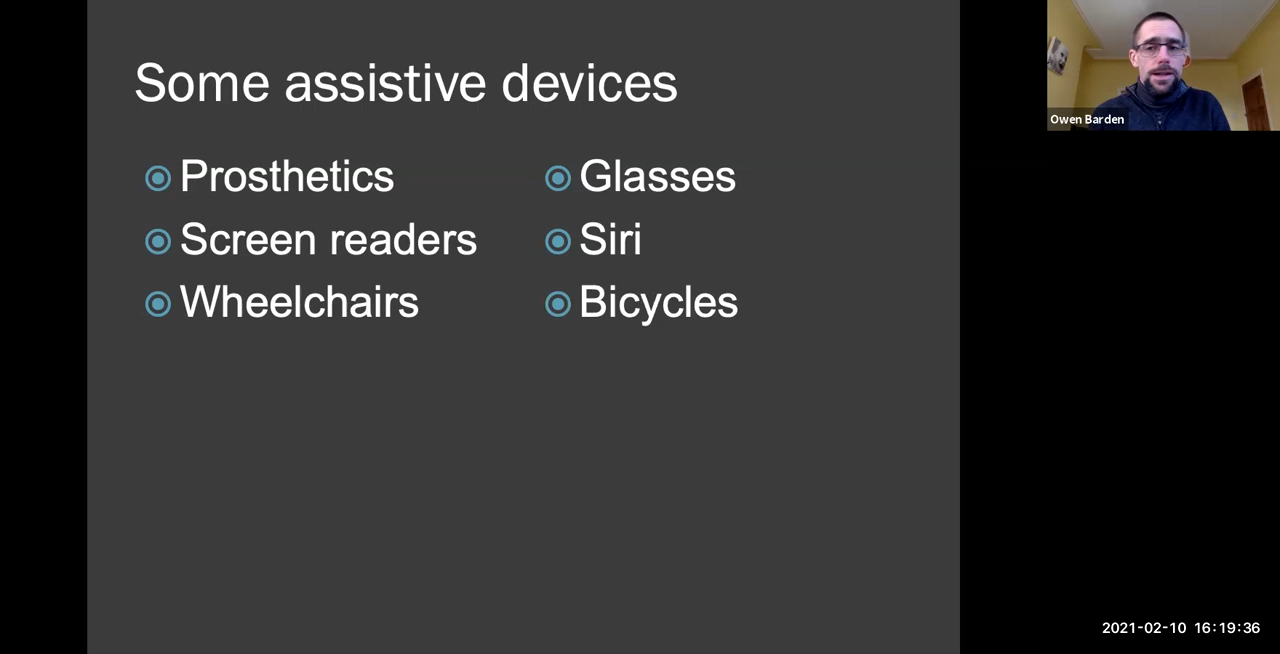 Some assistive devices
Prosthetics
Screen readers
Wheelchairs
Glasses
Siri
Bicycles
Owen Barden
2021-02-10 16:19:36